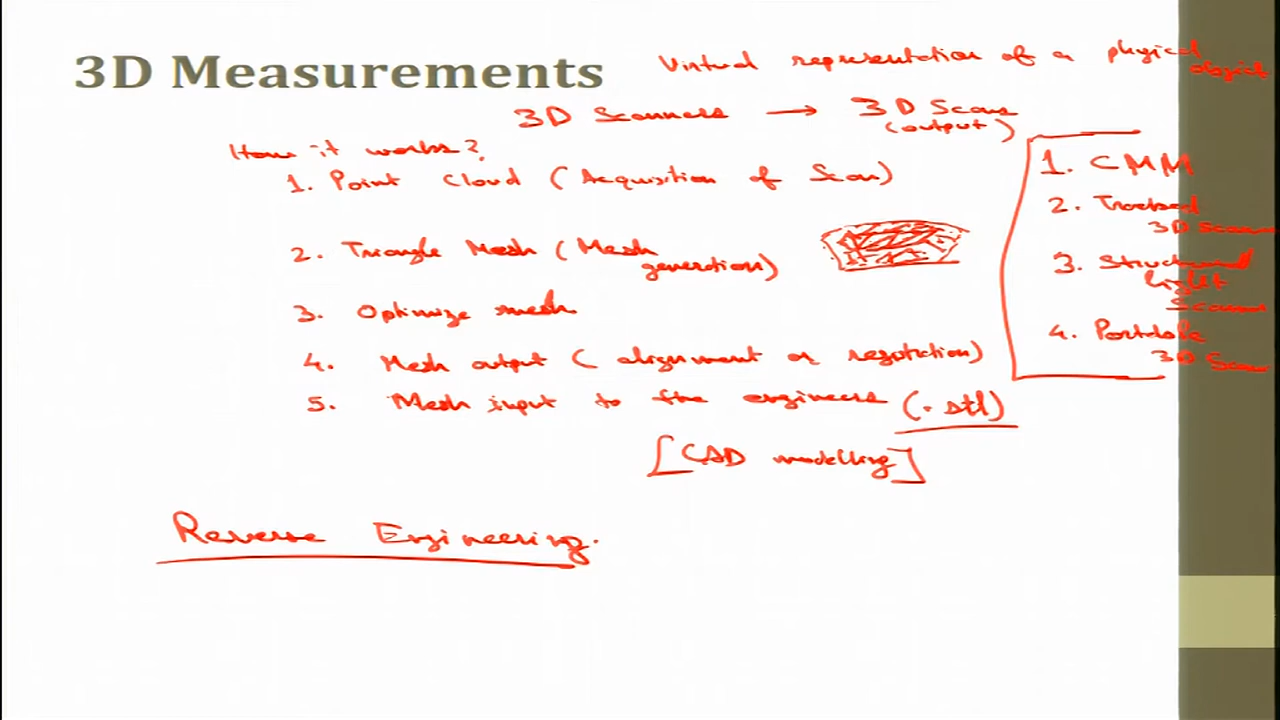 3D Measurements
Virtual representation of a physical object
3D Scanners → 3D Scans
(output)
How it works?
1. Point Cloud (Acquisition of Scan)
2. Triangle Mesh (Mesh
generation)
3. Optimize mesh
4. Mesh output (alignment or registration)
5. Mesh input to the engineers (.stl)
[CAD modelling]
Reverse Engineering.
1. CMM
2. Tracked
3D Scanner
3. Structured
light
Scanner
4. Portable
3D Scanner